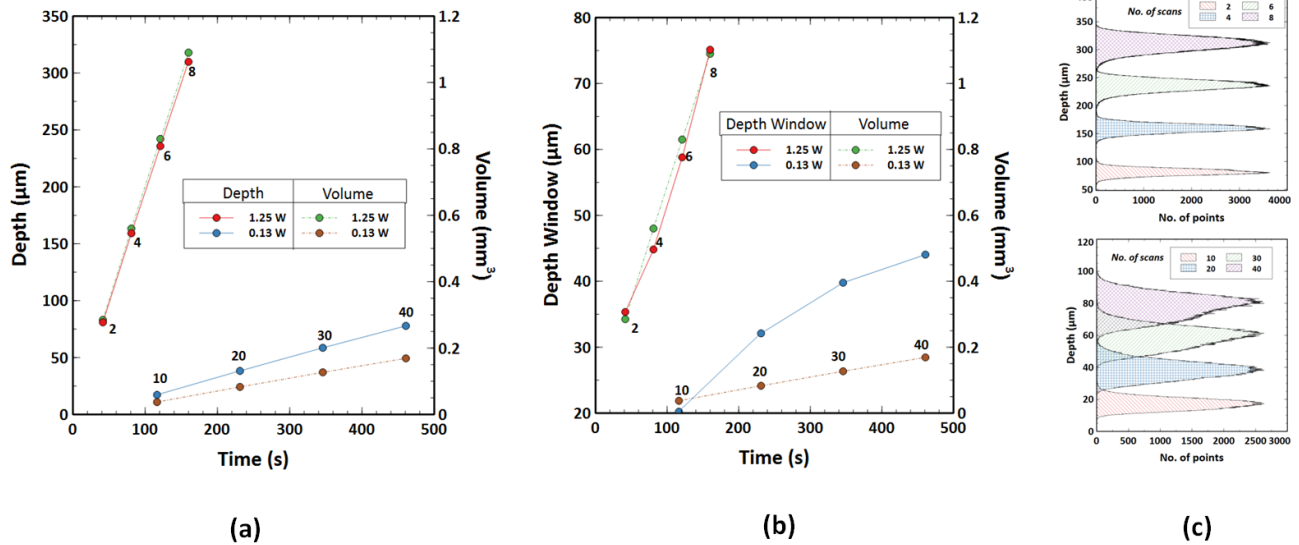 350
300
250
200
150
100
50
0
Depth (μm)
1.2
1
0.8
0.6
0.4
0.2
0
Volume (mm³)
8
6
4
2
10
20
30
40
Depth Volume
1.25 W 1.25 W
0.13 W 0.13 W
0 100 200 300 400 500
Time (s)
(a)
80
70
60
50
40
30
20
Depth Window (μm)
1.2
1
0.8
0.6
0.4
0.2
0
Volume (mm³)
8
6
4
2
10
20
30
40
Depth Window Volume
1.25 W 1.25 W
0.13 W 0.13 W
0 100 200 300 400 500
Time (s)
(b)
No. of scans
2 6
4 8
350
300
250
200
150
100
50
Depth (μm)
0 1000 2000 3000 4000
No. of points
No. of scans
10 30
20 40
120
100
80
60
40
20
0
Depth (μm)
0 500 1000 1500 2000 2500 3000
No. of points
(c)